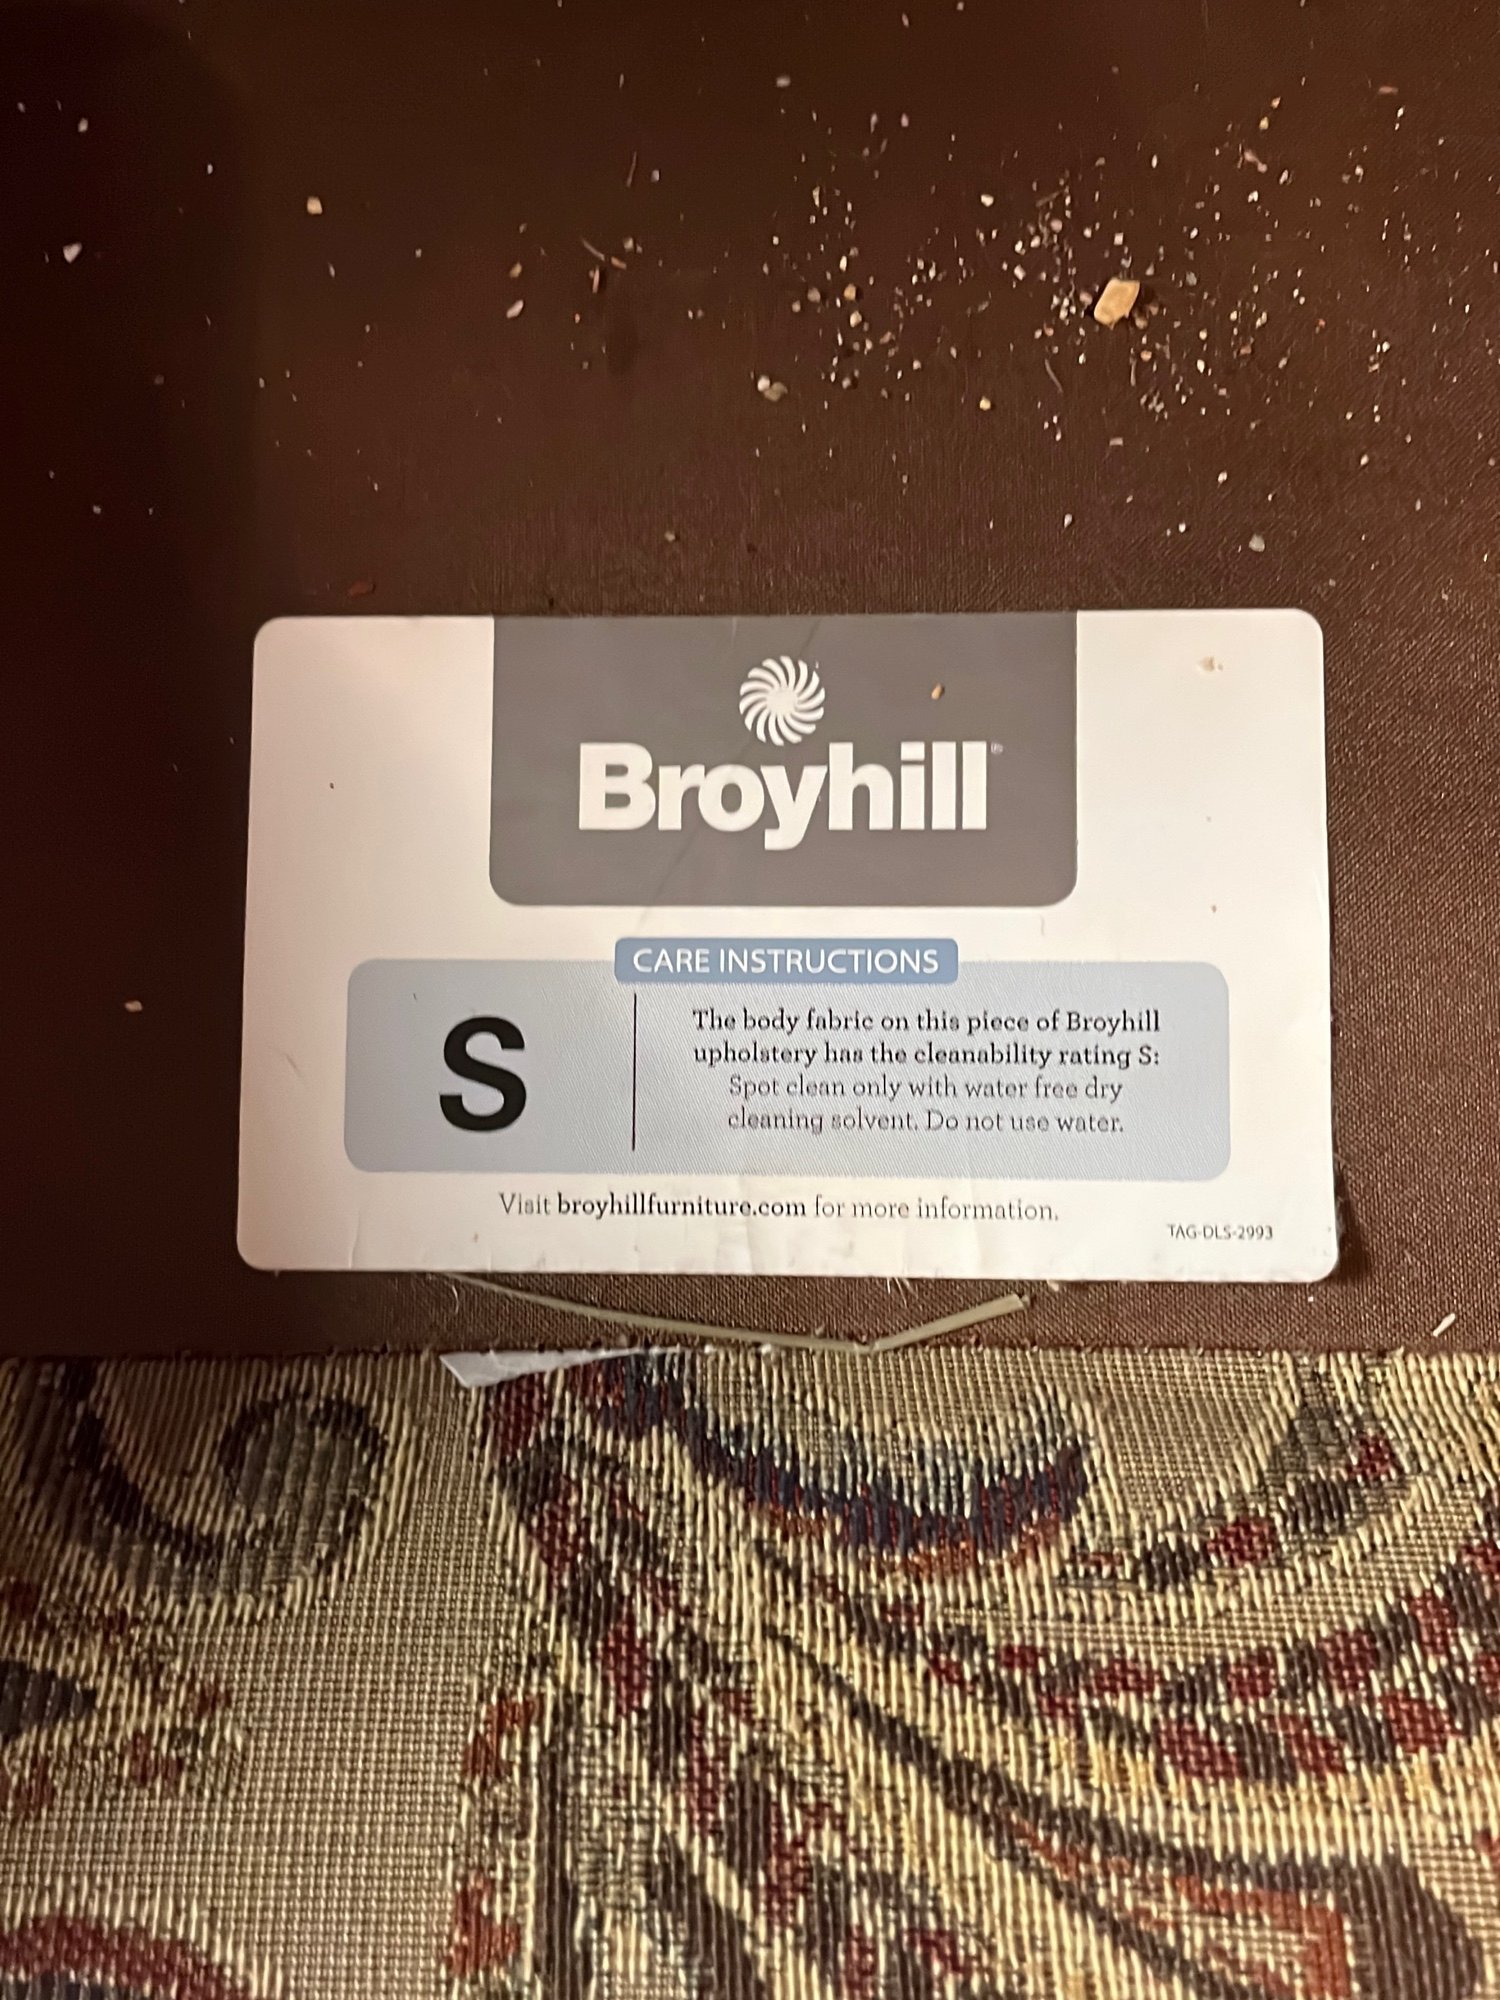 Broyhill®
CARE INSTRUCTIONS
S
The body fabric on this piece of Broyhill
upholstery has the cleanability rating S:
Spot clean only with water free dry
cleaning solvent. Do not use water.
Visit broyhillfurniture.com for more information.
TAG-DLS-2993